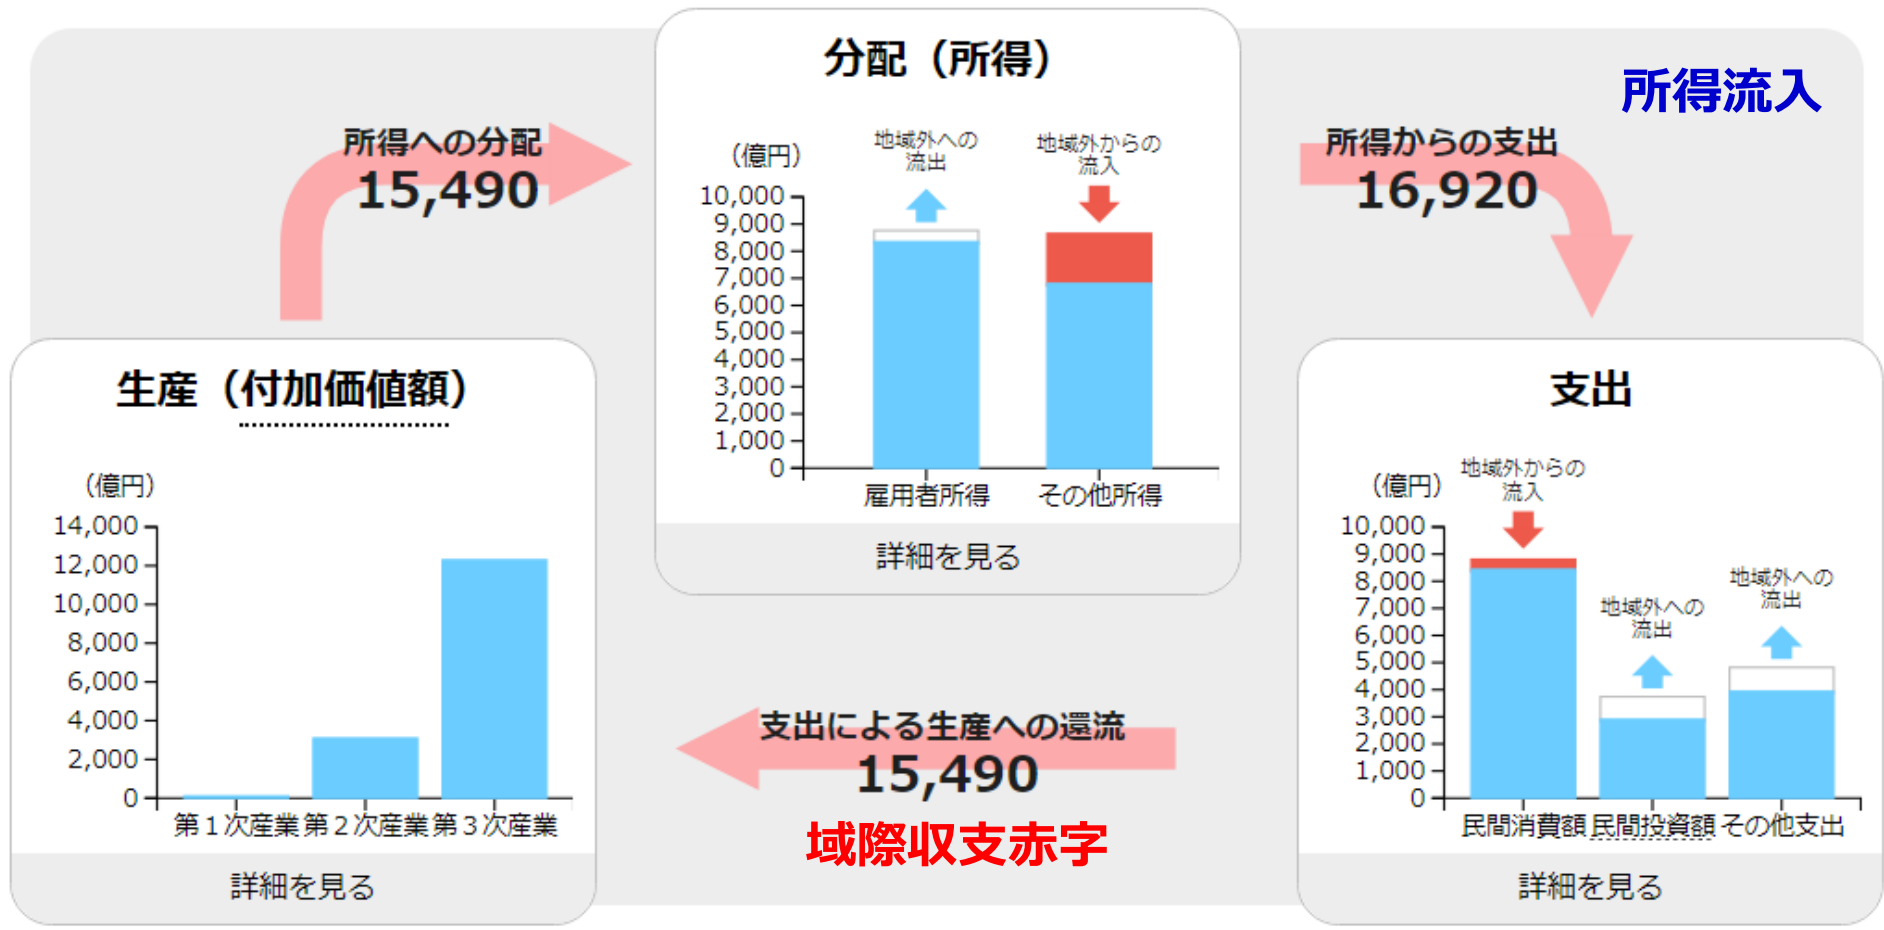 分配（所得）
所得流入
所得への分配
15,490
所得からの支出
16,920
（億円）
地域外への
流出
地域外からの
流入
10,000
9,000
8,000
7,000
6,000
5,000
4,000
3,000
2,000
1,000
0
雇用者所得
その他所得
詳細を見る
生産（付加価値額）
（億円）
14,000
12,000
10,000
8,000
6,000
4,000
2,000
0
第１次産業
第２次産業
第３次産業
詳細を見る
支出
（億円）
地域外からの
流入
地域外への
流出
地域外への
流出
10,000
9,000
8,000
7,000
6,000
5,000
4,000
3,000
2,000
1,000
0
民間消費額
民間投資額
その他支出
詳細を見る
支出による生産への還流
15,490
域際収支赤字